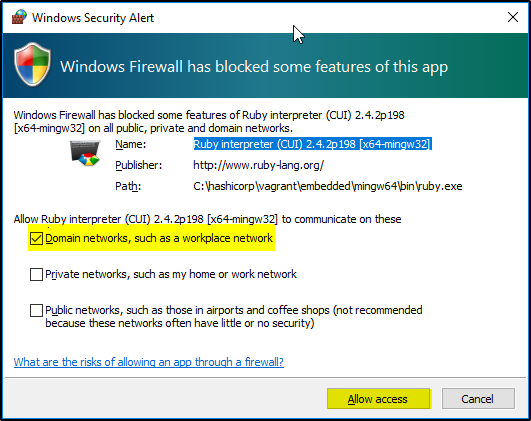 Windows Security Alert
Windows Firewall has blocked some features of this app
Windows Firewall has blocked some features of Ruby interpreter (CUI) 2.4.2p198
[x64-mingw32] on all public, private and domain networks.
Name: Ruby interpreter (CUI) 2.4.2p198 [x64-mingw32]
Publisher: http://www.ruby-lang.org/
Path: C:\hashicorp\vagrant\embedded\mingw64\bin\ruby.exe
Allow Ruby interpreter (CUI) 2.4.2p198 [x64-mingw32] to communicate on these
Domain networks, such as a workplace network
Private networks, such as my home or work network
Public networks, such as those in airports and coffee shops (not recommended
because these networks often have little or no security)
What are the risks of allowing an app through a firewall?
Allow access
Cancel